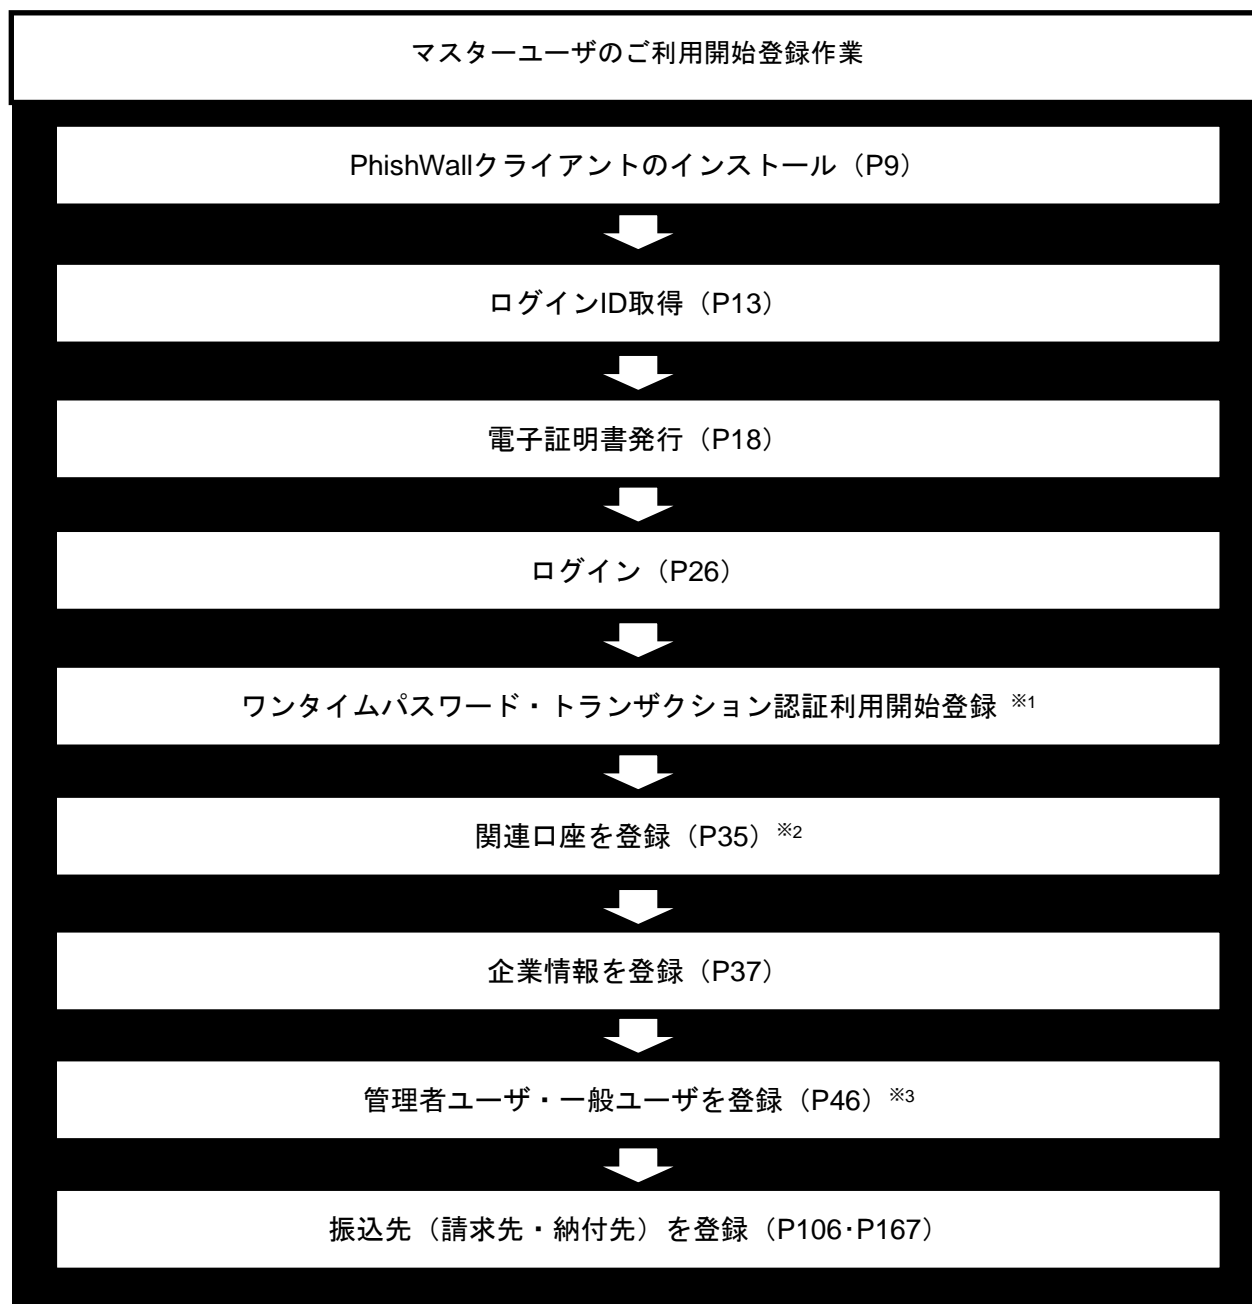 マスターユーザのご利用開始登録作業
PhishWallクライアントのインストール（P9）
ログインID取得（P13）
電子証明書発行（P18）
ログイン（P26）
ワンタイムパスワード・トランザクション認証利用開始登録 ※1
関連口座を登録（P35）※2
企業情報を登録（P37）
管理者ユーザ・一般ユーザを登録（P46）※3
振込先（請求先・納付先）を登録（P106･P167）